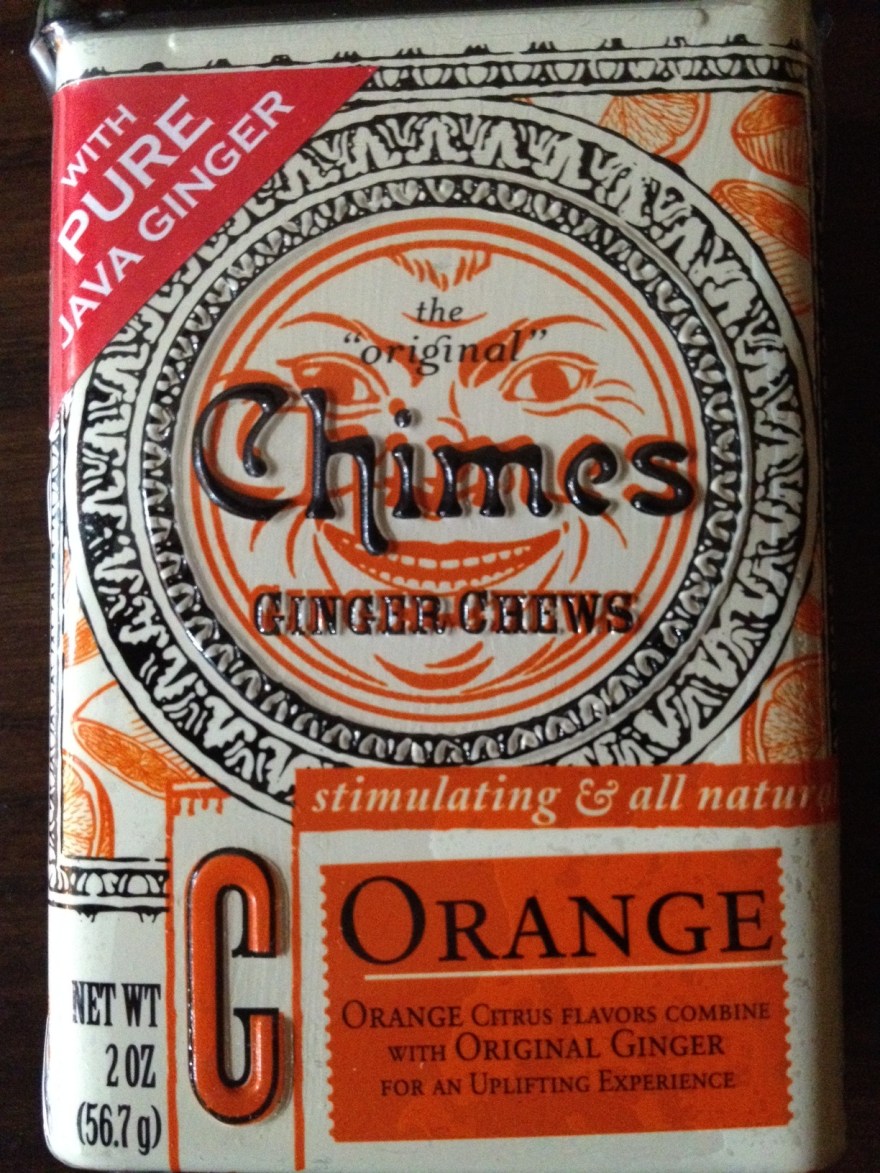 WITH
PURE
JAVA GINGER
the
"original"
Chimes
GINGER CHEWS
stimulating & all natural
C
ORANGE
ORANGE CITRUS FLAVORS COMBINE
WITH ORIGINAL GINGER
FOR AN UPLIFTING EXPERIENCE
NET WT
2 OZ
(56.7 g)